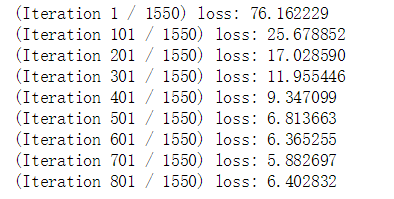 (Iteration 1 / 1550) loss: 76.162229
(Iteration 101 / 1550) loss: 25.678852
(Iteration 201 / 1550) loss: 17.028590
(Iteration 301 / 1550) loss: 11.955446
(Iteration 401 / 1550) loss: 9.347099
(Iteration 501 / 1550) loss: 6.813663
(Iteration 601 / 1550) loss: 6.365255
(Iteration 701 / 1550) loss: 5.882697
(Iteration 801 / 1550) loss: 6.402832